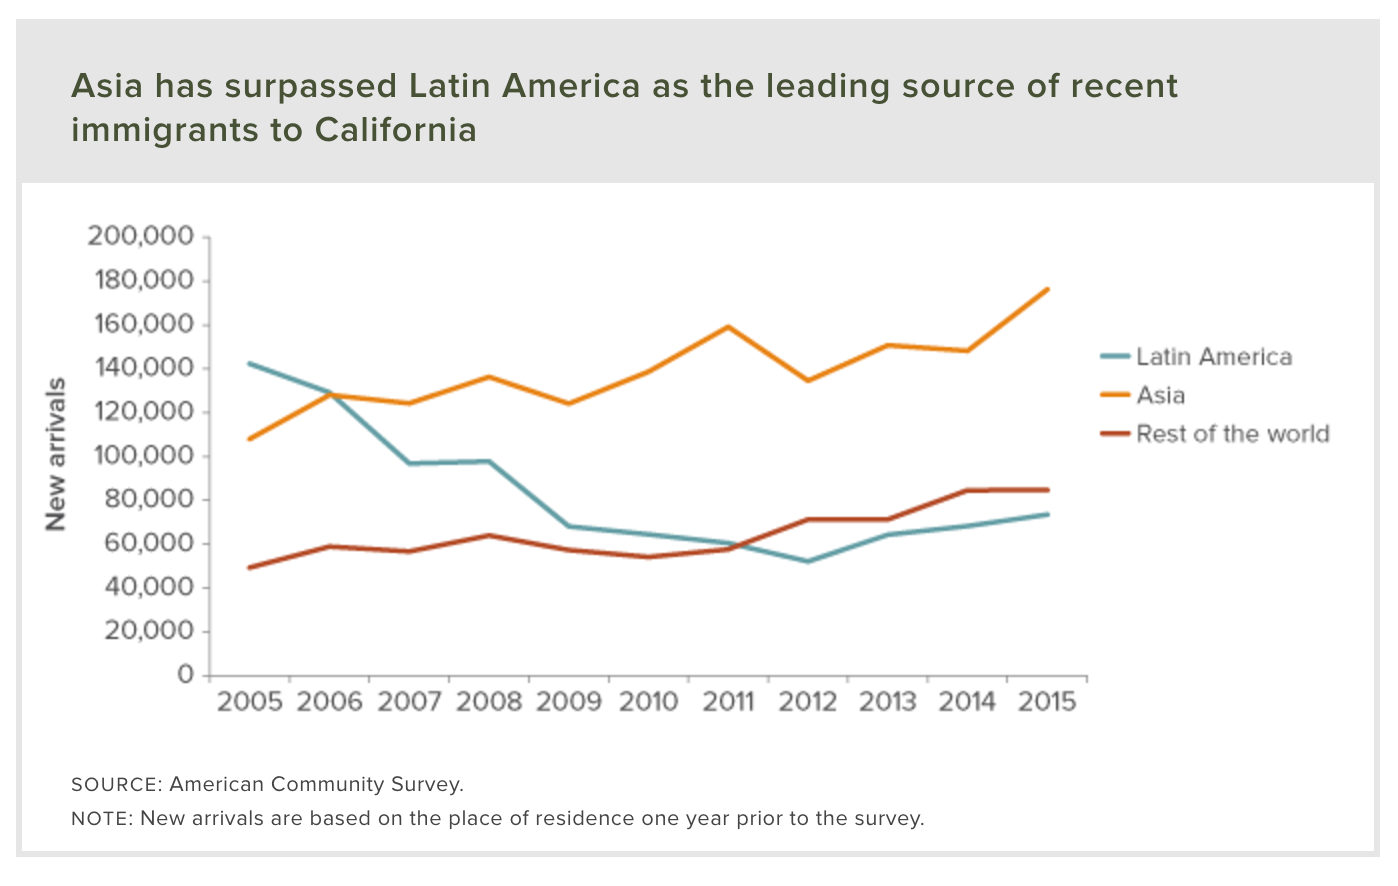 Asia has surpassed Latin America as the leading source of recent
immigrants to California
New arrivals
200,000
180,000
160,000
140,000
120,000
100,000
80,000
60,000
40,000
20,000
0
2005 2006 2007 2008 2009 2010 2011 2012 2013 2014 2015
Latin America
Asia
Rest of the world
SOURCE: American Community Survey.
NOTE: New arrivals are based on the place of residence one year prior to the survey.